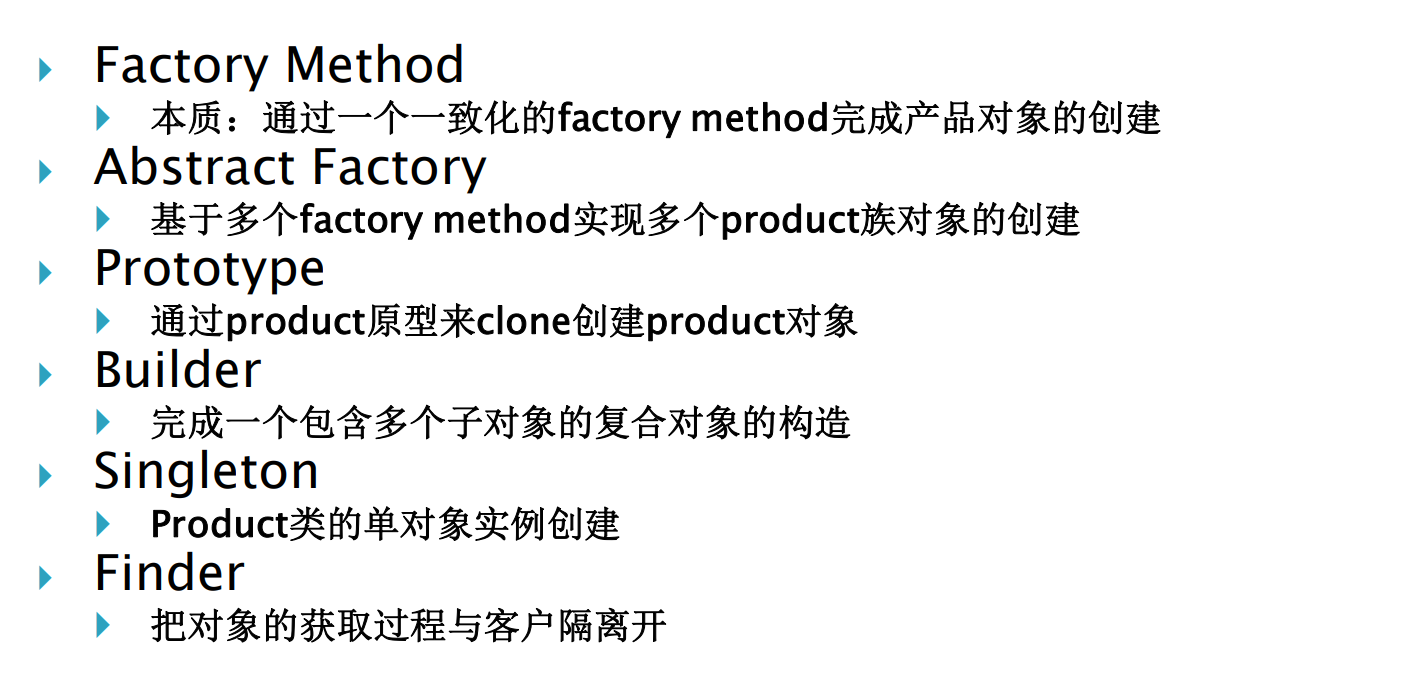 Factory Method
本质：通过一个一致化的factory method完成产品对象的创建
Abstract Factory
基于多个factory method实现多个product族对象的创建
Prototype
通过product原型来clone创建product对象
Builder
完成一个包含多个子对象的复合对象的构造
Singleton
Product类的单对象实例创建
Finder
把对象的获取过程与客户隔离开